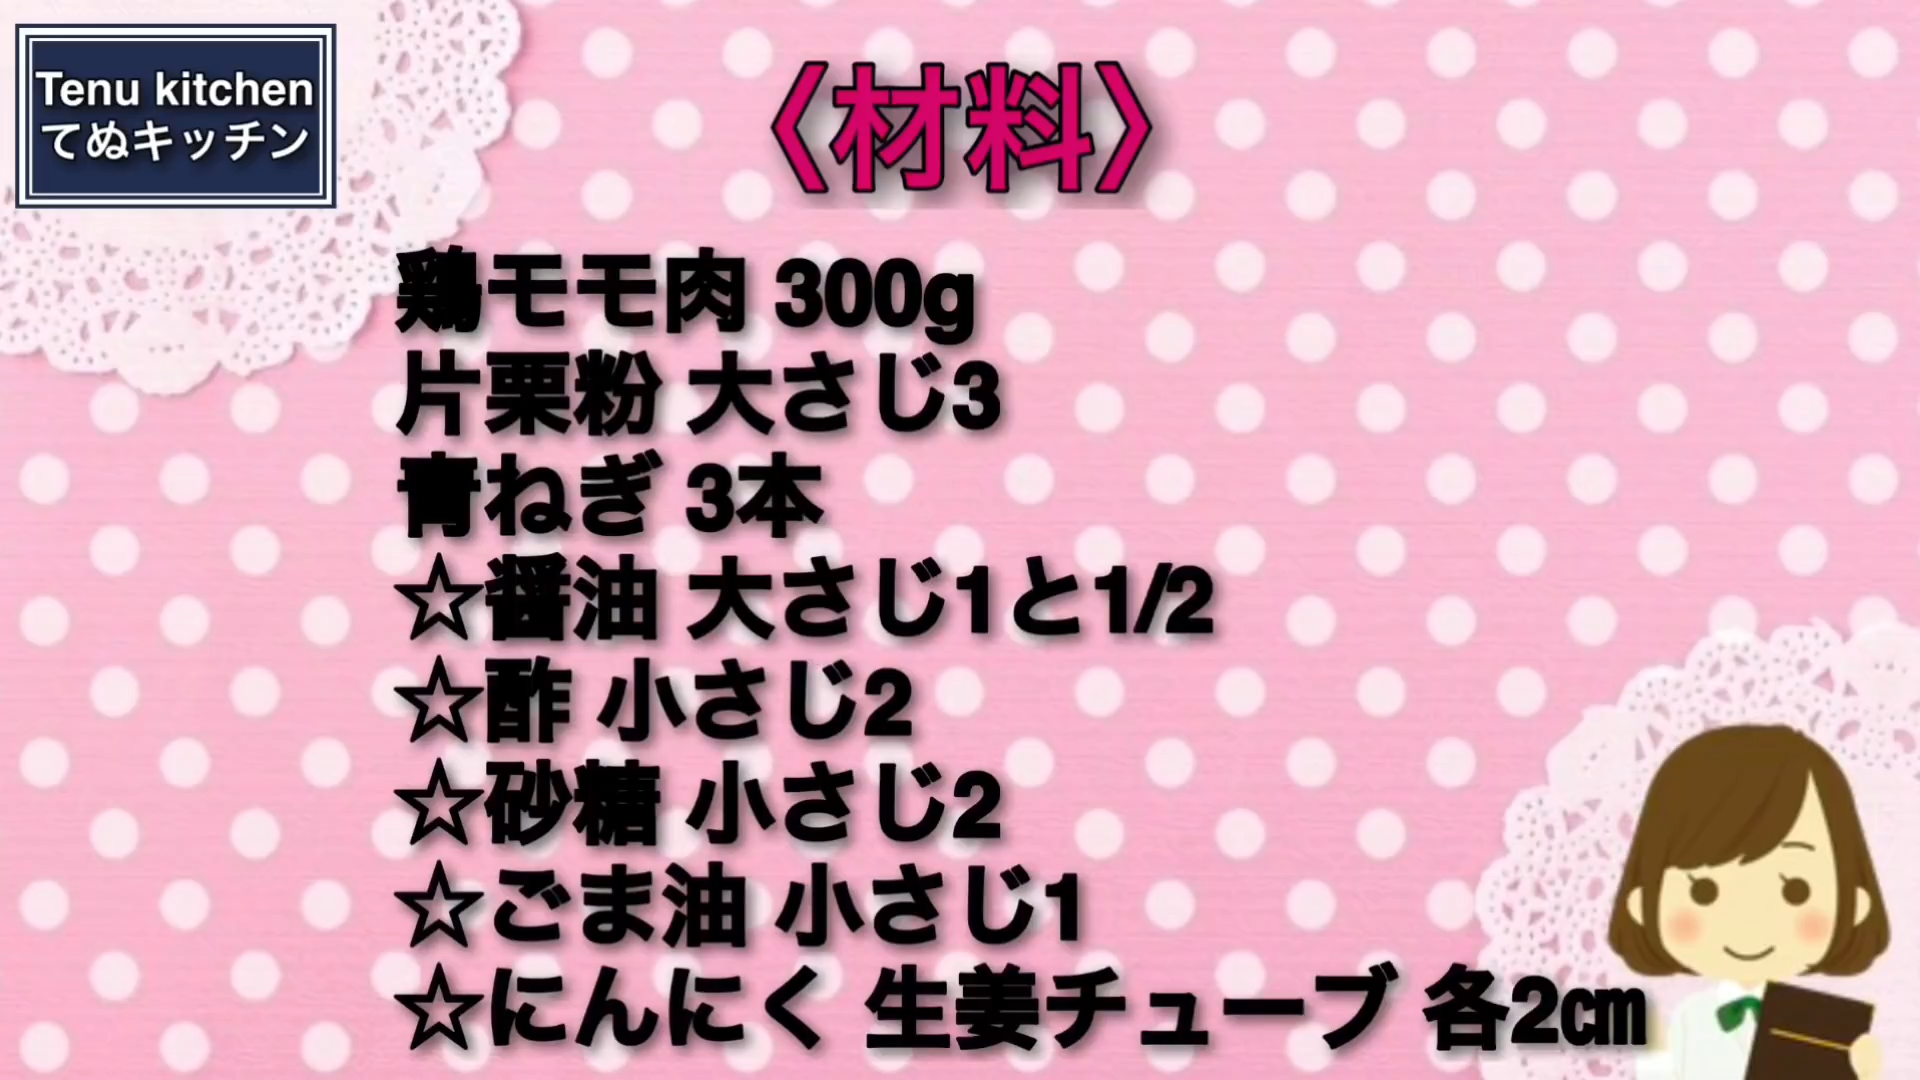 Tenu kitchen
てぬキッチン
〈材料〉
鶏モモ肉 300g
片栗粉 大さじ3
青ねぎ 3本
☆醤油 大さじ1と1/2
☆酢 小さじ2
☆砂糖 小さじ2
☆ごま油 小さじ1
☆にんにく 生姜チューブ 各2㎝